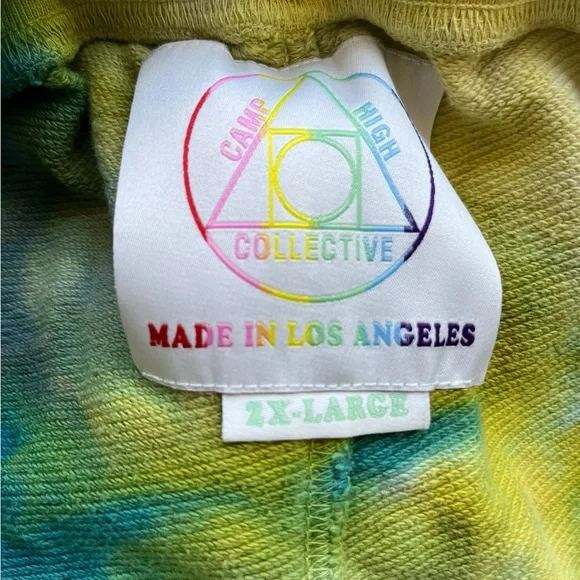 CAMP HIGH
COLLECTIVE
MADE IN LOS ANGELES
2X-LARGE